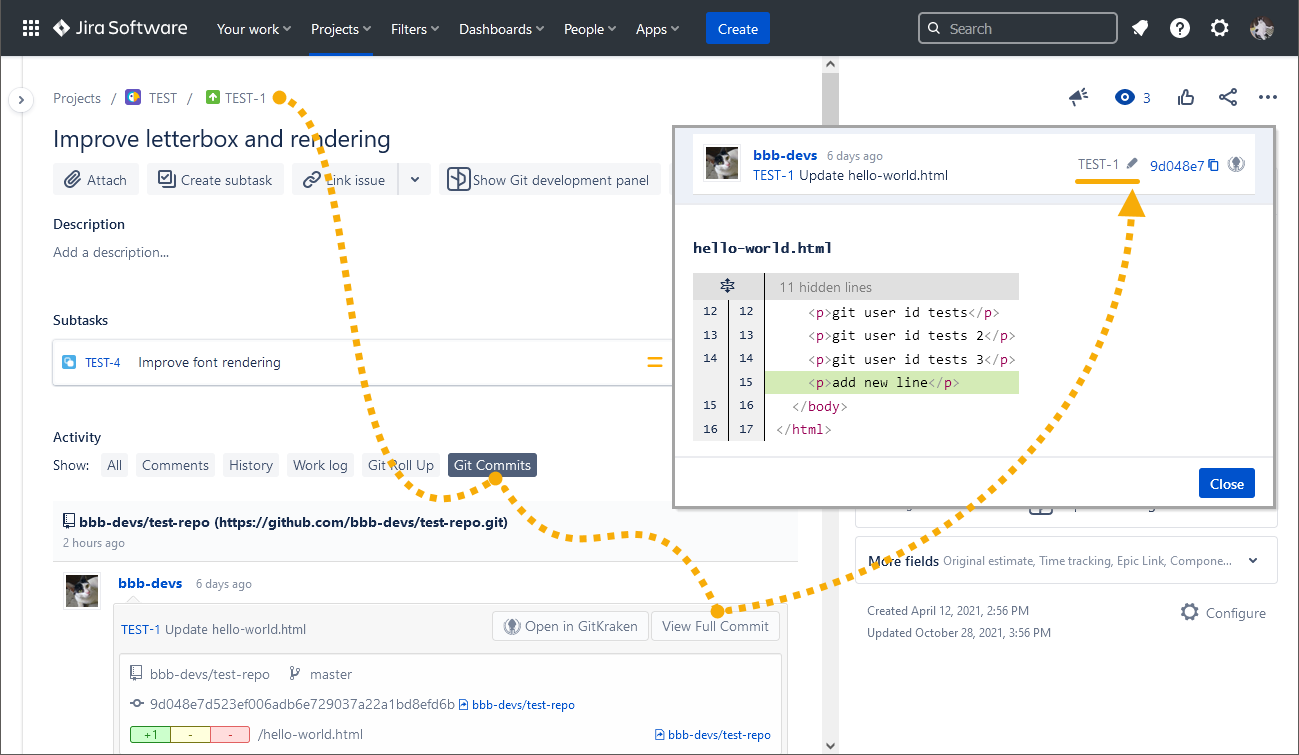 Jira Software Your work Projects Filters Dashboards People Apps Create Search
Projects / TEST / TEST-1
3
Improve letterbox and rendering
Attach Create subtask Link issue Show Git development panel
Description
Add a description...
Subtasks
TEST-4 Improve font rendering
Activity
Show: All Comments History Work log Git Roll Up Git Commits
bbb-devs/test-repo (https://github.com/bbb-devs/test-repo.git)
2 hours ago
bbb-devs 6 days ago
TEST-1 Update hello-world.html Open in GitKraken View Full Commit
bbb-devs/test-repo master
9d048e7d523ef006adb6e729037a22a1bd8efd6b bbb-devs/test-repo
+1 - - /hello-world.html bbb-devs/test-repo
bbb-devs 6 days ago
TEST-1 Update hello-world.html
TEST-1 9d048e7
hello-world.html
11 hidden lines
12 12 <p>git user id tests</p>
13 13 <p>git user id tests 2</p>
14 14 <p>git user id tests 3</p>
15 <p>add new line</p>
15 16 </body>
16 17 </html>
Close
More fields Original estimate, Time tracking, Epic Link, Compone...
Created April 12, 2021, 2:56 PM
Updated October 28, 2021, 3:56 PM
Configure